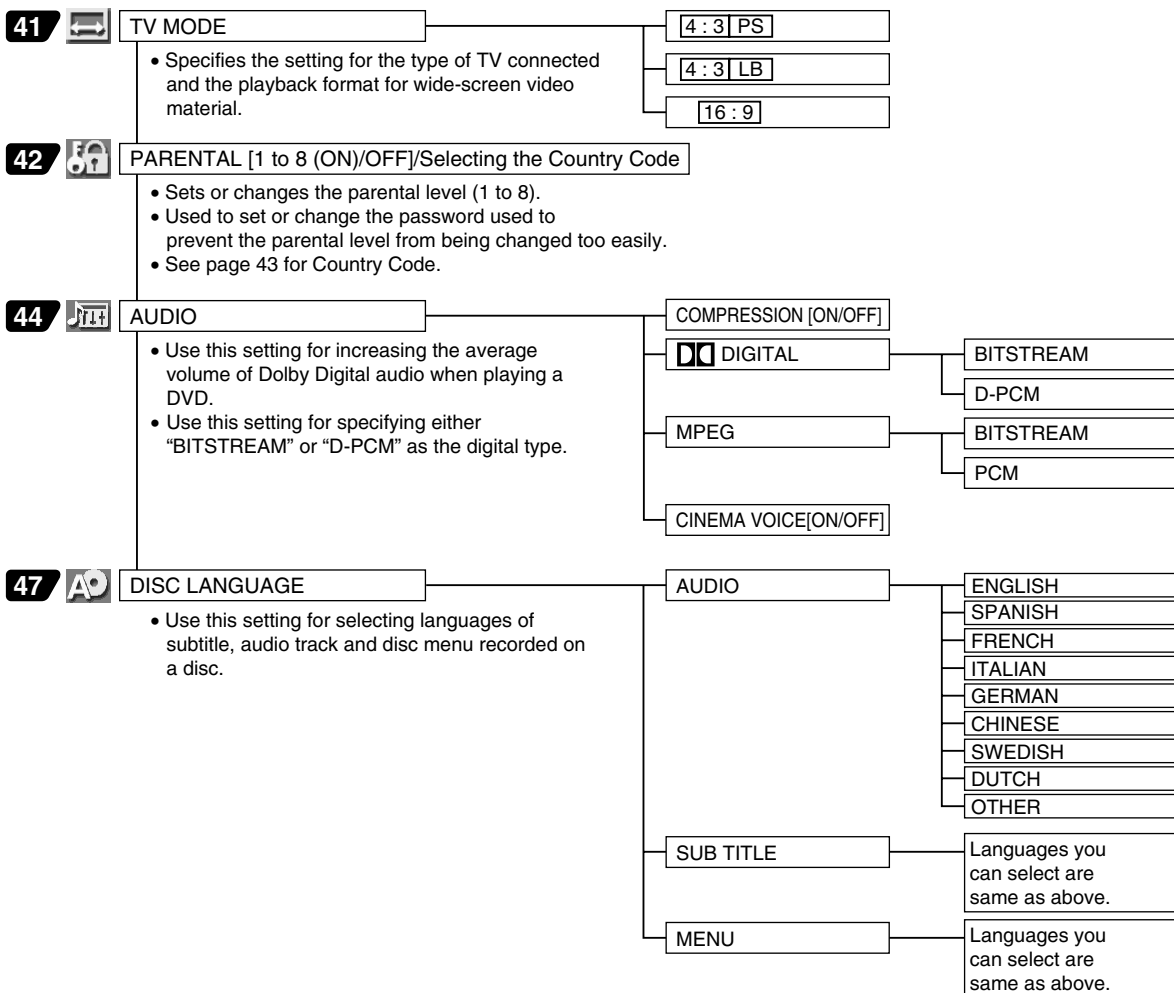 41 TV MODE
4 : 3 PS
• Specifies the setting for the type of TV connected
and the playback format for wide-screen video
material.
4 : 3 LB
16 : 9
42 PARENTAL [1 to 8 (ON)/OFF]/Selecting the Country Code
• Sets or changes the parental level (1 to 8).
• Used to set or change the password used to
prevent the parental level from being changed too easily.
• See page 43 for Country Code.
44 AUDIO
• Use this setting for increasing the average
volume of Dolby Digital audio when playing a
DVD.
• Use this setting for specifying either
“BITSTREAM” or “D-PCM” as the digital type.
COMPRESSION [ON/OFF]
DIGITAL
BITSTREAM
D-PCM
MPEG
BITSTREAM
PCM
CINEMA VOICE[ON/OFF]
47 DISC LANGUAGE
• Use this setting for selecting languages of
subtitle, audio track and disc menu recorded on
a disc.
AUDIO
ENGLISH
SPANISH
FRENCH
ITALIAN
GERMAN
CHINESE
SWEDISH
DUTCH
OTHER
SUB TITLE
Languages you
can select are
same as above.
MENU
Languages you
can select are
same as above.